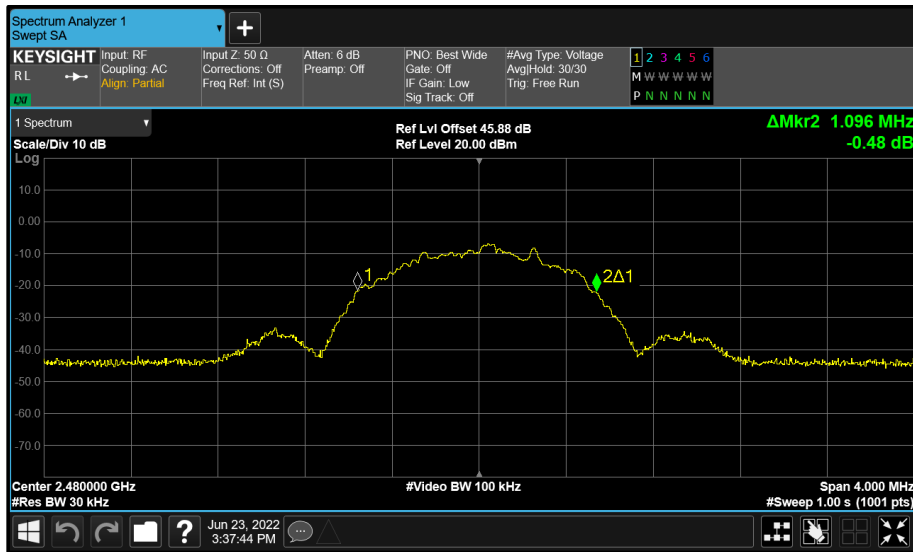 Spectrum Analyzer 1
Swept SA
+
KEYSIGHT
RL
LXI
Input: RF
Coupling: AC
Align: Partial
Input Z: 50 Ω
Corrections: Off
Freq Ref: Int (S)
Atten: 6 dB
Preamp: Off
PNO: Best Wide
Gate: Off
IF Gain: Low
Sig Track: Off
#Avg Type: Voltage
Avg|Hold: 30/30
Trig: Free Run
1 2 3 4 5 6
M W W W W W
P N N N N N
1 Spectrum
Scale/Div 10 dB
Ref Lvl Offset 45.88 dB
Ref Level 20.00 dBm
ΔMkr2 1.096 MHz
-0.48 dB
Log
10.0
0.00
-10.0
-20.0
-30.0
-40.0
-50.0
-60.0
-70.0
1
2Δ1
Center 2.480000 GHz
#Res BW 30 kHz
#Video BW 100 kHz
Span 4.000 MHz
#Sweep 1.00 s (1001 pts)
?
Jun 23, 2022
3:37:44 PM